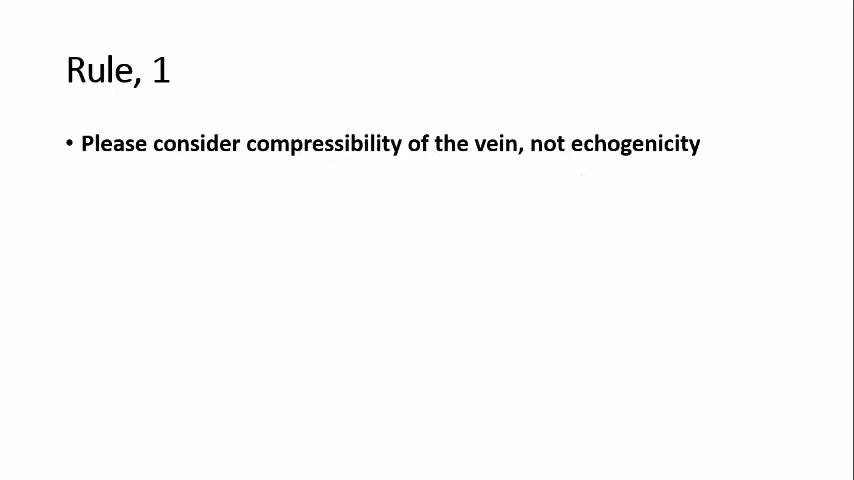 Rule, 1
• Please consider compressibility of the vein, not echogenicity